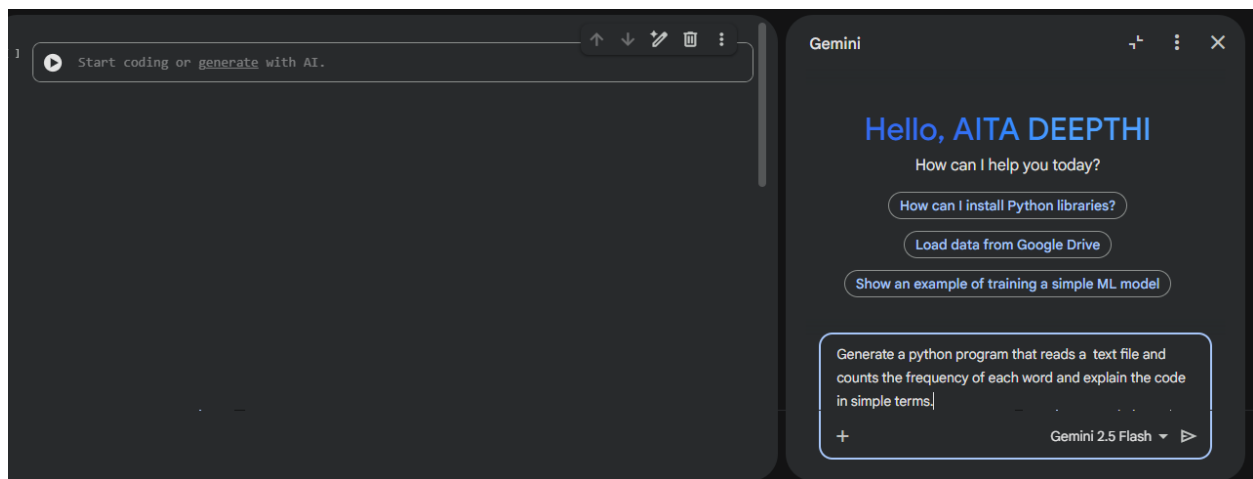 ]
Start coding or generate with AI.
Gemini
Hello, AITA DEEPTHI
How can I help you today?
How can I install Python libraries?
Load data from Google Drive
Show an example of training a simple ML model
Generate a python program that reads a text file and
counts the frequency of each word and explain the code
in simple terms.
Gemini 2.5 Flash